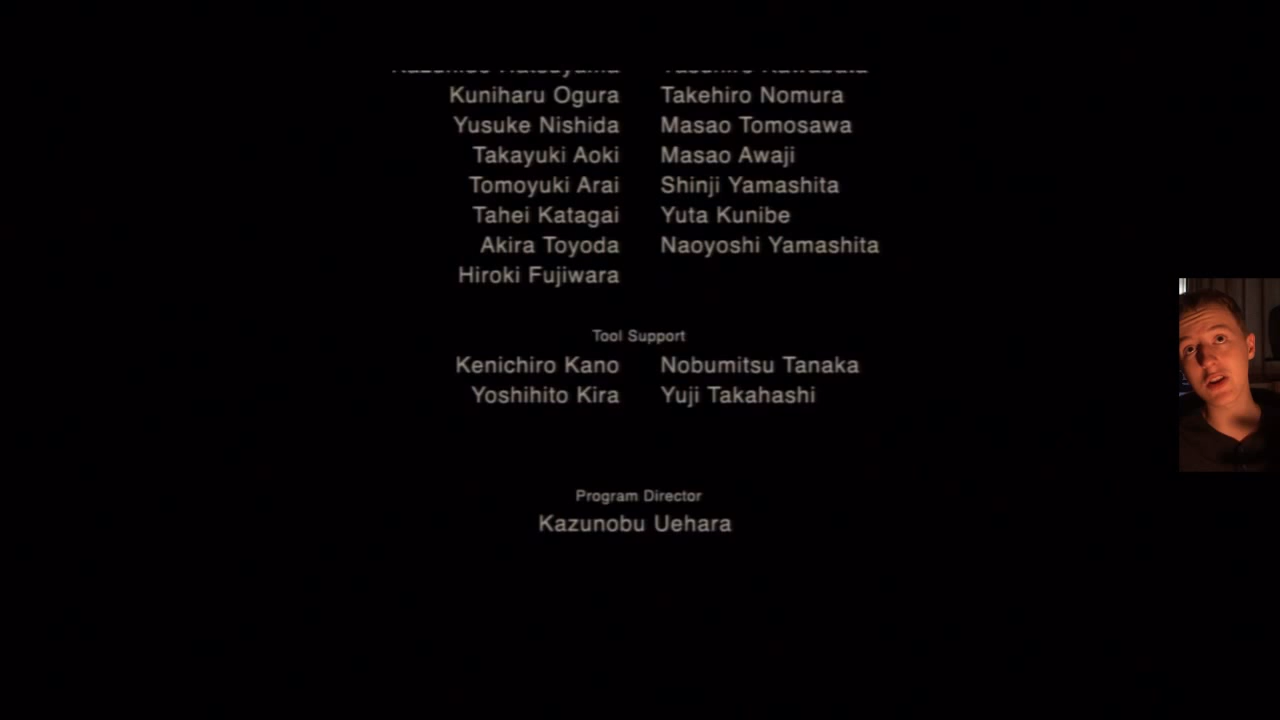 Kuniharu Ogura Takehiro Nomura
Yusuke Nishida Masao Tomosawa
Takayuki Aoki Masao Awaji
Tomoyuki Arai Shinji Yamashita
Tahei Katagai Yuta Kunibe
Akira Toyoda Naoyoshi Yamashita
Hiroki Fujiwara
Tool Support
Kenichiro Kano Nobumitsu Tanaka
Yoshihito Kira Yuji Takahashi
Program Director
Kazunobu Uehara